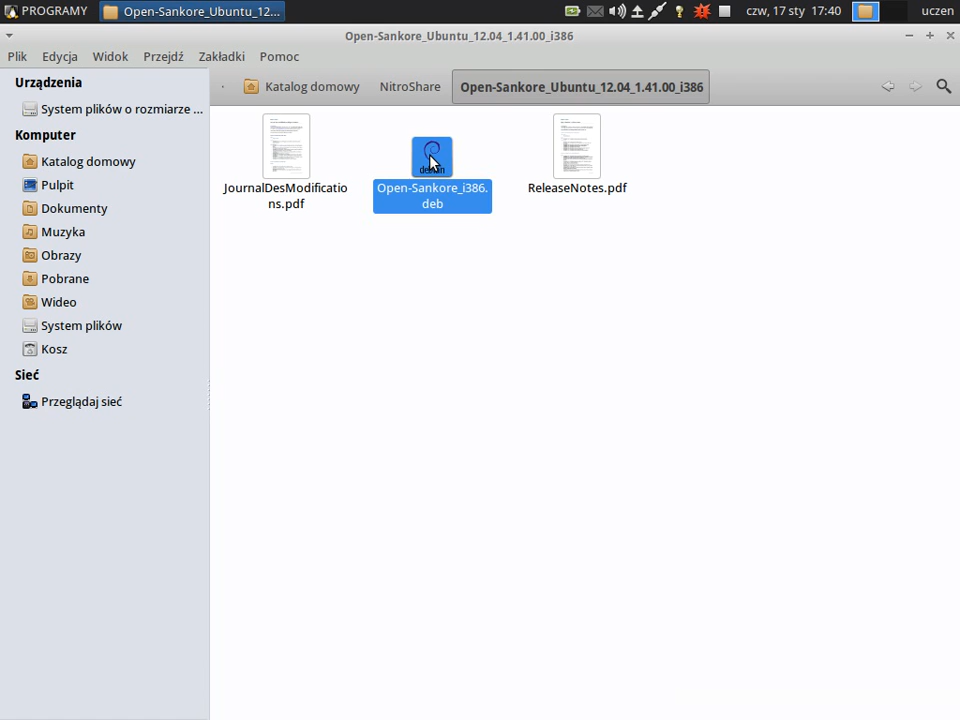 PROGRAMY
Open-Sankore_Ubuntu_12...
czw, 17 sty 17:40
uczen
Open-Sankore_Ubuntu_12.04_1.41.00_i386
Plik Edycja Widok Przejdź Zakładki Pomoc
Urządzenia
System plików o rozmiarze ...
Komputer
Katalog domowy
Pulpit
Dokumenty
Muzyka
Obrazy
Pobrane
Wideo
System plików
Kosz
Sieć
Przeglądaj sieć
Katalog domowy
NitroShare
Open-Sankore_Ubuntu_12.04_1.41.00_i386
JournalDesModificatio
ns.pdf
Open-Sankore_i386.
deb
ReleaseNotes.pdf